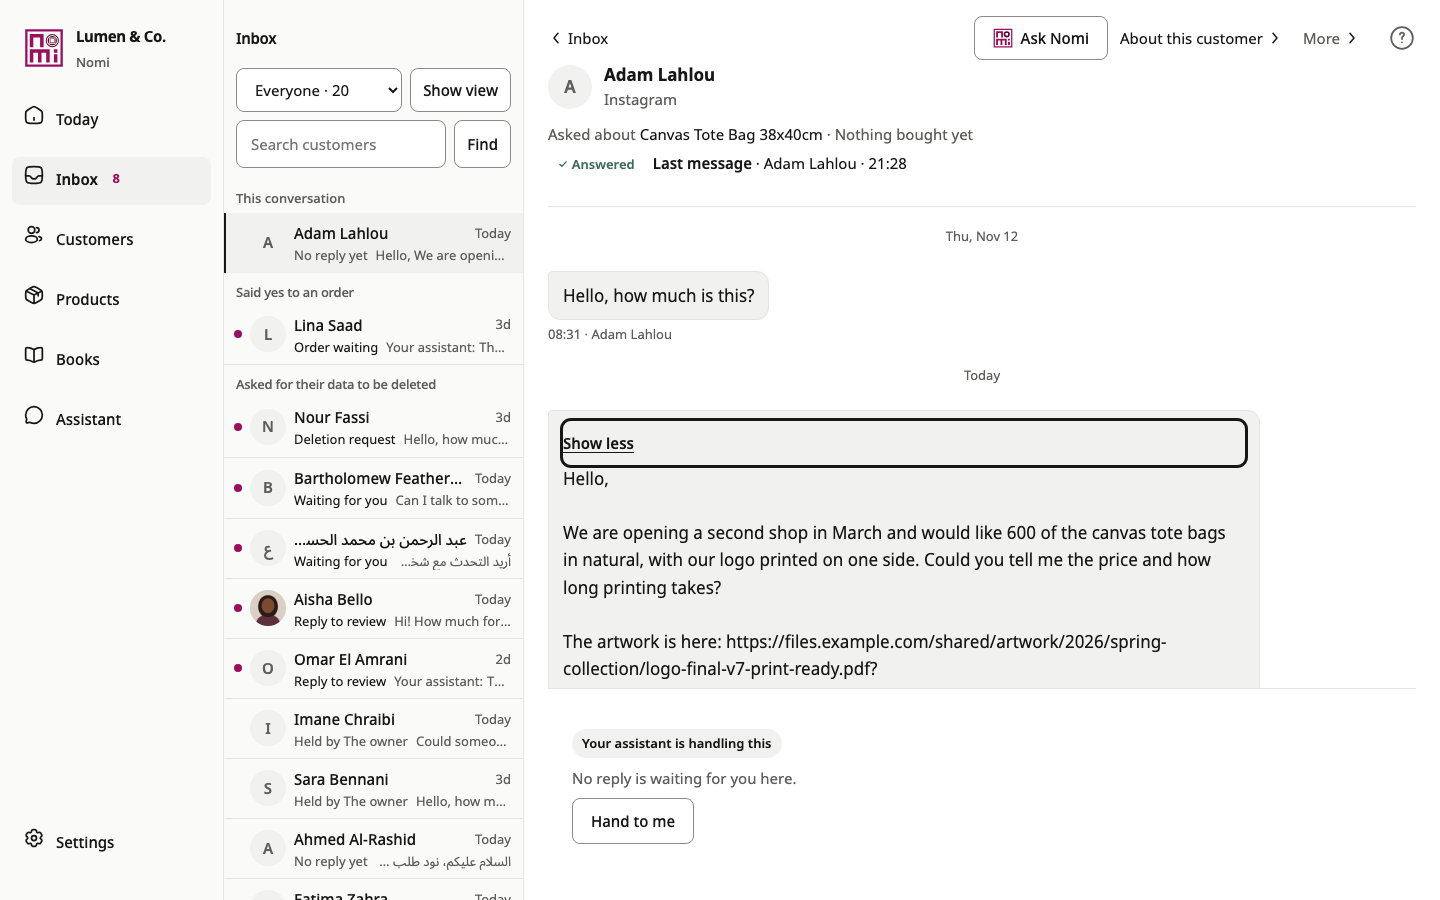 Lumen & Co.
Nomi
Today
Inbox 8
Customers
Products
Books
Assistant
Settings
Inbox
Everyone · 20
Show view
Search customers
Find
This conversation
A
Adam Lahlou
Today
No reply yet Hello, We are openi...
Said yes to an order
L
Lina Saad
3d
Order waiting Your assistant: Th...
Asked for their data to be deleted
N
Nour Fassi
3d
Deletion request Hello, how muc...
B
Bartholomew Feather...
Today
Waiting for you Can I talk to som...
ع
عبد الرحمن بن محمد الحسـ...
Today
Waiting for you أريد التحدث مع شخـ...
Aisha Bello
Today
Reply to review Hi! How much for...
O
Omar El Amrani
2d
Reply to review Your assistant: T...
I
Imane Chraibi
Today
Held by The owner Could someo...
S
Sara Bennani
3d
Held by The owner Hello, how m...
A
Ahmed Al-Rashid
Today
No reply yet السلام عليكم، نود طلب ...
Fatima Zahra
Today
Inbox
Ask Nomi
About this customer
More
?
A
Adam Lahlou
Instagram
Asked about Canvas Tote Bag 38x40cm · Nothing bought yet
Answered Last message · Adam Lahlou · 21:28
Thu, Nov 12
Hello, how much is this?
08:31 · Adam Lahlou
Today
Show less
Hello,
We are opening a second shop in March and would like 600 of the canvas tote bags
in natural, with our logo printed on one side. Could you tell me the price and how
long printing takes?
The artwork is here: https://files.example.com/shared/artwork/2026/spring-
collection/logo-final-v7-print-ready.pdf?
Your assistant is handling this
No reply is waiting for you here.
Hand to me